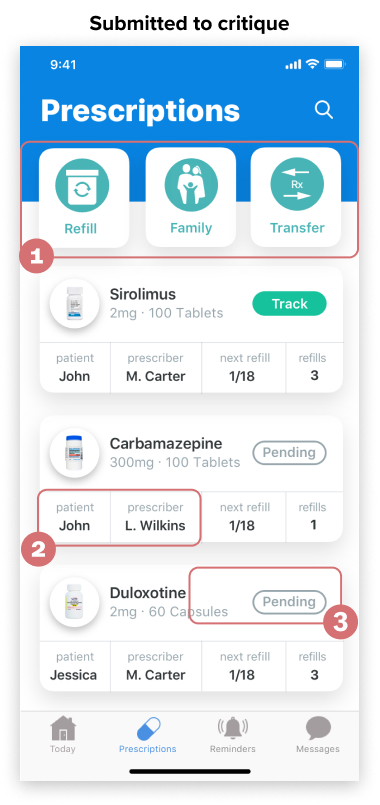 Submitted to critique
9:41
Prescriptions
Rx
Refill Family Transfer
1
Sirolimus
2mg · 100 Tablets
Track
patient prescriber next refill refills
John M. Carter 1/18 3
Carbamazepine
300mg · 100 Tablets
Pending
patient prescriber next refill refills
John L. Wilkins 1/18 1
2
Duloxotine
2mg · 60 Capsules
Pending
3
patient prescriber next refill refills
Jessica M. Carter 1/18 3
Today Prescriptions Reminders Messages